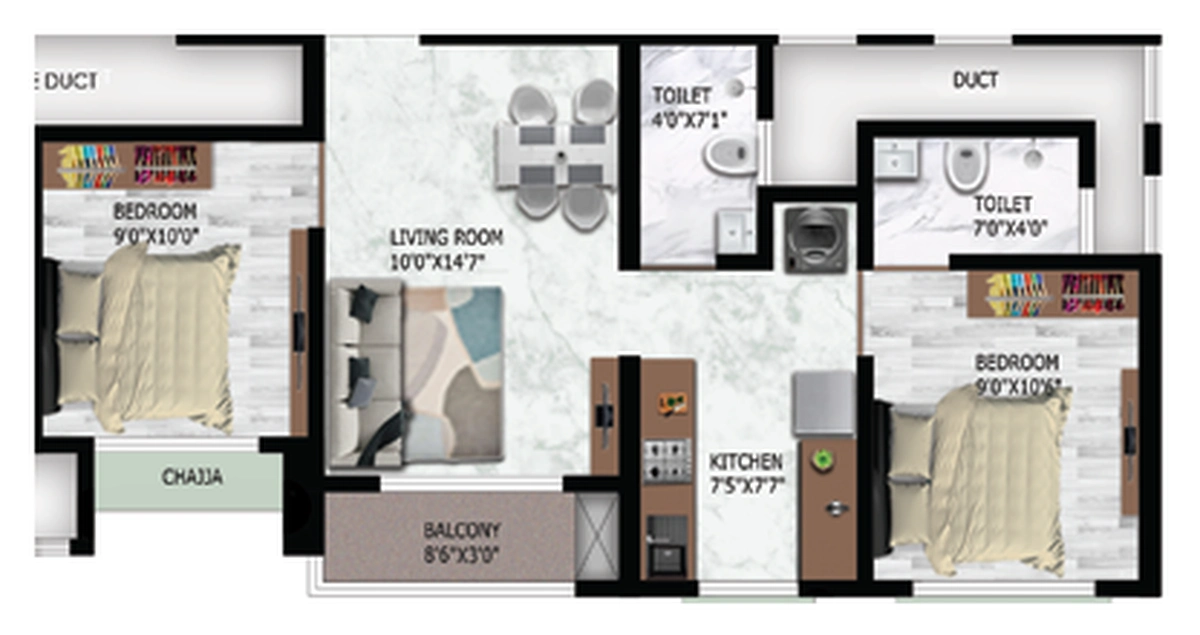 E DUCT
BEDROOM
9'0"X10'0"
CHAJJA
LIVING ROOM
10'0"X14'7"
BALCONY
8'6"X3'0"
TOILET
4'0"X7'1"
DUCT
TOILET
7'0"X4'0"
KITCHEN
7'5"X7'7"
BEDROOM
9'0"X10'6"